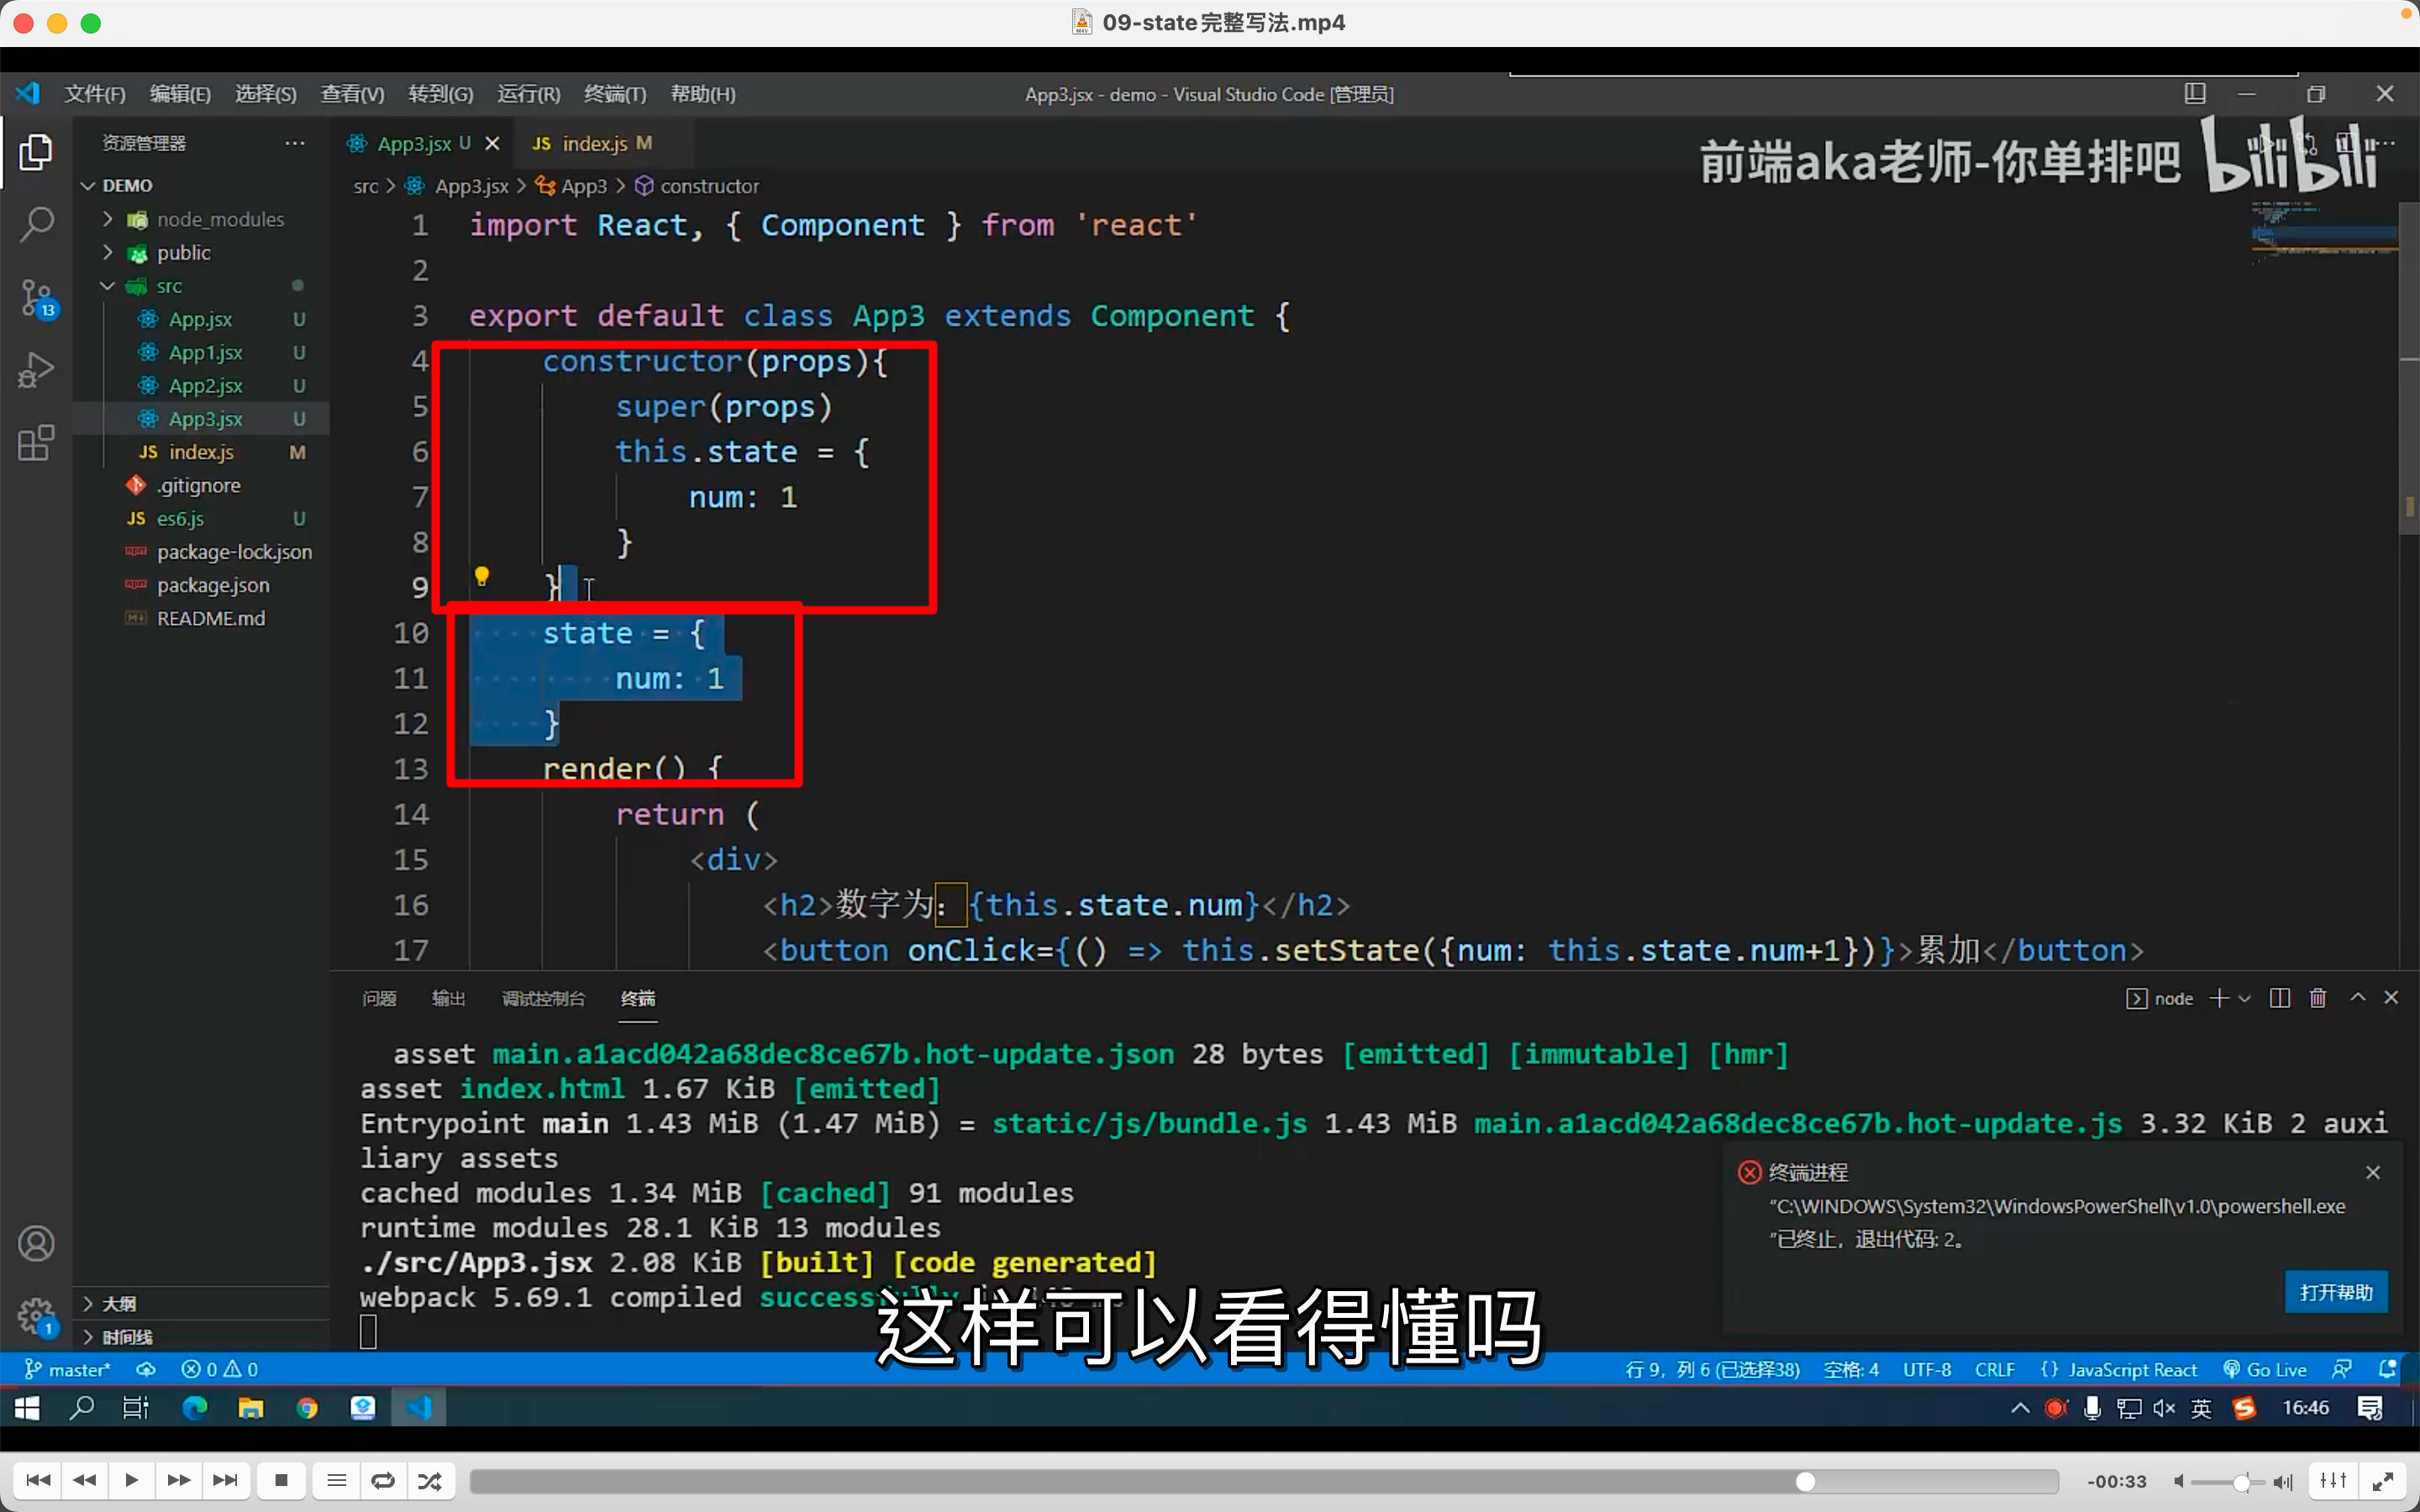 09-state完整写法.mp4
文件(F) 编辑(E) 选择(S) 查看(V) 转到(G) 运行(R) 终端(T) 帮助(H)
App3.jsx - demo - Visual Studio Code [管理员]
资源管理器
App3.jsx U
JS index.js M
前端aka老师-你单排吧 bilibili
DEMO
src > App3.jsx > App3 > constructor
node_modules
public
src
App.jsx U
App1.jsx U
App2.jsx U
App3.jsx U
JS index.js M
.gitignore
JS es6.js U
package-lock.json
package.json
README.md
13
1 import React, { Component } from 'react'
2
3 export default class App3 extends Component {
4 constructor(props){
5 super(props)
6 this.state = {
7 num: 1
8 }
9 }
10 state = {
11 num: 1
12 }
13 render() {
14 return (
15 <div>
16 <h2>数字为：{this.state.num}</h2>
17 <button onClick={() => this.setState({num: this.state.num+1})}>累加</button>
问题 输出 调试控制台 终端
node
asset main.a1acd042a68dec8ce67b.hot-update.json 28 bytes [emitted] [immutable] [hmr]
asset index.html 1.67 KiB [emitted]
Entrypoint main 1.43 MiB (1.47 MiB) = static/js/bundle.js 1.43 MiB main.a1acd042a68dec8ce67b.hot-update.js 3.32 KiB 2 auxi
liary assets
cached modules 1.34 MiB [cached] 91 modules
runtime modules 28.1 KiB 13 modules
./src/App3.jsx 2.08 KiB [built] [code generated]
webpack 5.69.1 compiled successfully
终端进程
"C:\WINDOWS\System32\WindowsPowerShell\v1.0\powershell.exe
"已终止，退出代码: 2。
打开帮助
大纲
时间线
1
这样可以看得懂吗
master* 0 0
行 9，列 6 (已选择38) 空格: 4 UTF-8 CRLF {} JavaScript React Go Live
英 16:46
-00:33